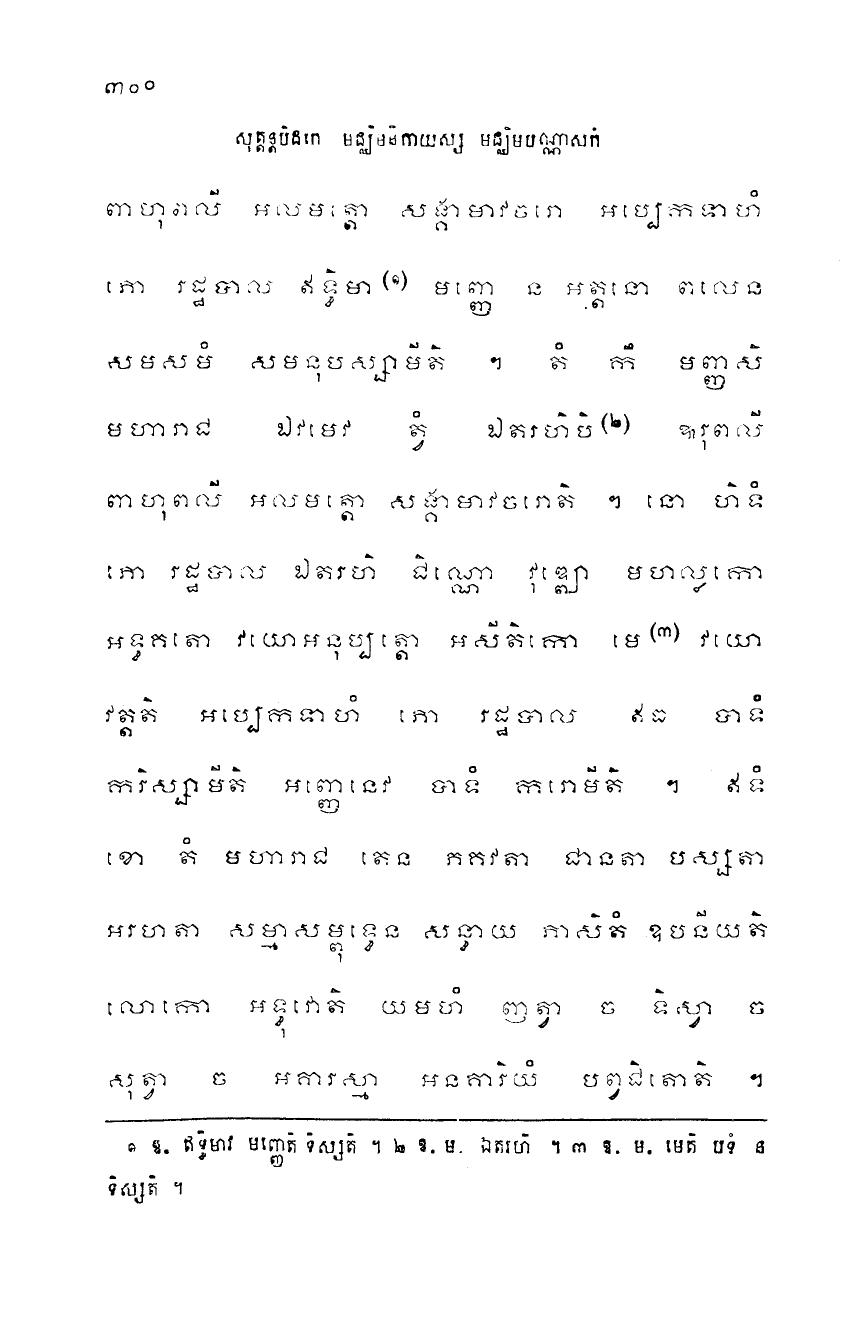 ៣០០
សុត្តន្តបិដកេ មជ្ឈិមនិកាយស្ស មជ្ឈិមបណ្ណាសកំ
ពាហុពលី អលមត្តោ សង្គាមាវចរោ អប្បេកទាហំ
ភោ រដ្ឋបាល ឥទ្ធិមា (១) មញ្ញេ ន អត្តនោ ពលេន
សមសមំ សមនុបស្សាមីតិ ។ តំ កឹ មញ្ញសិ
មហារាជ ឯវមេវ ត្វំ ឯតរហិបិ (២) ឩរុពលី
ពាហុពលី អលមត្តោ សង្គាមាវចរោតិ ។ នោ ហិទំ
ភោ រដ្ឋបាល ឯតរហិ ជិណ្ណោ វុឌ្ឍោ មហល្លកោ
អទ្ធគតោ វយោអនុប្បត្តោ អសីតិកោ មេ (៣) វយោ
វត្តតិ អប្បេកទាហំ ភោ រដ្ឋបាល ឥធ បាទំ
ករិស្សាមីតិ អញ្ញេនេវ បាទំ ករោមីតិ ។ ឥទំ
ខោ តំ មហារាជ តេន ភគវតា ជានតា បស្សតា
អរហតា សម្មាសម្ពុទ្ធេន សន្ធាយ ភាសិតំ ឧបនីយតិ
លោកោ អទ្ធុវោតិ យមហំ ញត្វា ច ទិស្វា ច
សុត្វា ច អគារស្មា អនគារិយំ បព្វជិតោតិ ។
១ ឱ. ឥទ្ធិមាវ មញ្ញេតិ ទិស្សតិ ។ ២ ឱ. ម. ឯតរហិ ។ ៣ ឱ. ម. មេតិ បទំ ន
ទិស្សតិ ។